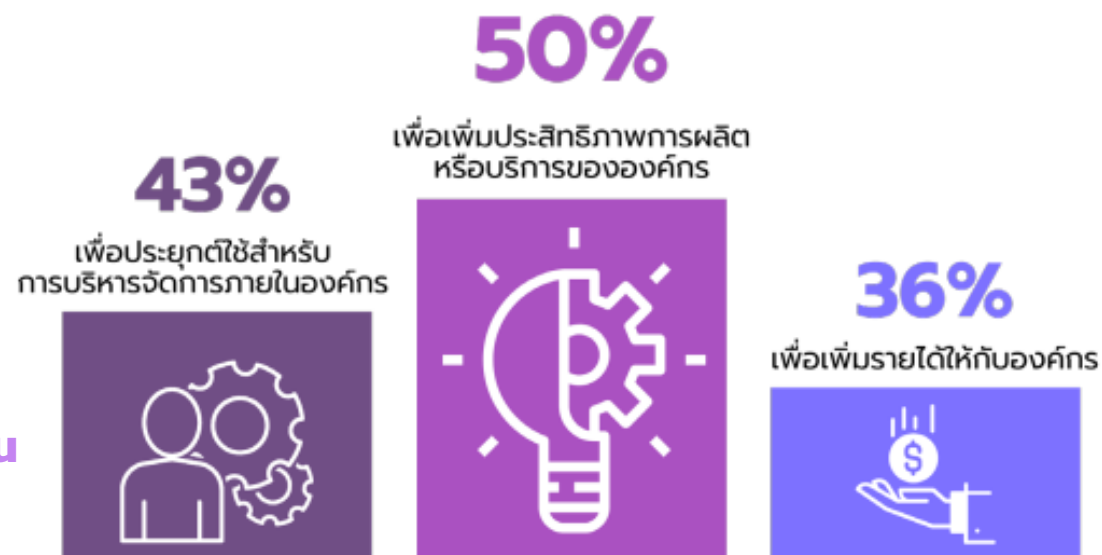 50%
เพื่อเพิ่มประสิทธิภาพการผลิต
หรือบริการขององค์กร
43%
เพื่อประยุกต์ใช้สำหรับ
การบริหารจัดการภายในองค์กร
36%
เพื่อเพิ่มรายได้ให้กับองค์กร
$